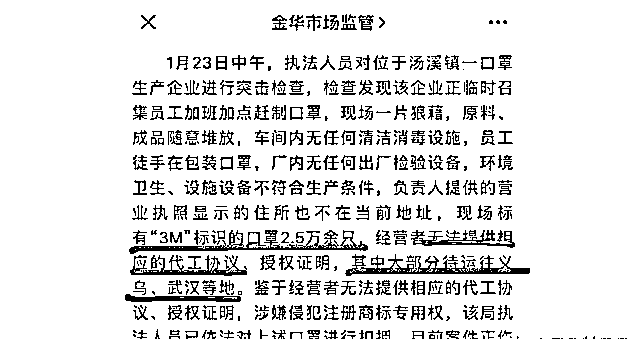 金华市场监管>
1月23日中午，执法人员对位于汤溪镇一口罩
生产企业进行突击检查，检查发现该企业正临时召
集员工加班加点赶制口罩，现场一片狼藉，原料、
成品随意堆放，车间内无任何清洁消毒设施，员工
徒手在包装口罩，厂内无任何出厂检验设备，环境
卫生、设施设备不符合生产条件，负责人提供的营
业执照显示的住所也不在当前地址，现场标
有“3M”标识的口罩2.5万余只，经营者无法提供相
应的代工协议、授权证明，其中大部分待运往义
乌、武汉等地。鉴于经营者无法提供相应的代工协
议、授权证明，涉嫌侵犯注册商标专用权，该局执
法人员已依法对上述口罩进行扣押，目前案件正作